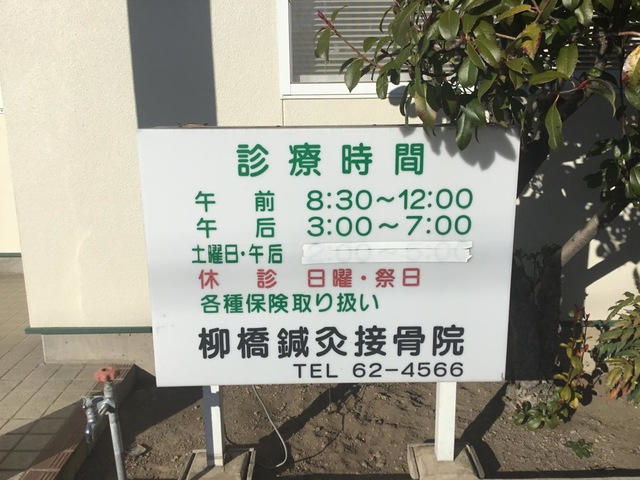 診療時間
午前 8:30～12:00
午后 3:00～7:00
土曜日・午后
休診 日曜・祭日
各種保険取り扱い
柳橋鍼灸接骨院
TEL 62-4566